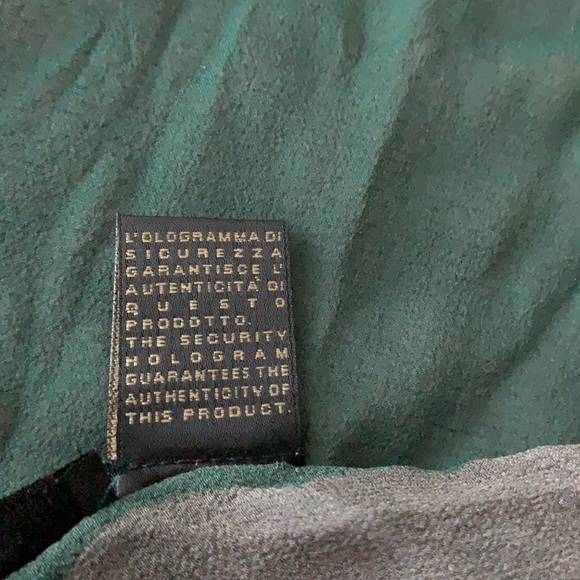 L'OLOGRAMMA DI
SICUREZZA
GARANTISCE L'
AUTENTICITÀ DI
QUESTO
PRODOTTO.
THE SECURITY
HOLOGRAM
GUARANTEES THE
AUTHENTICITY OF
THIS PRODUCT.